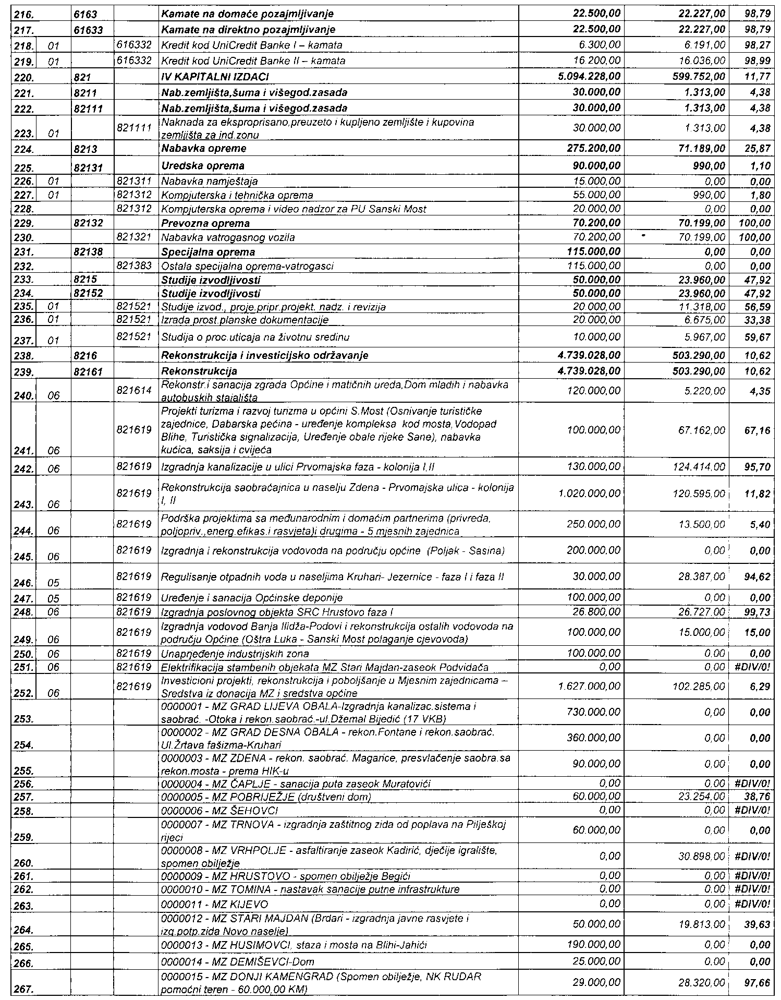 216. 6163 Kamate na domaće pozajmljivanje 22.500,00 22.227,00 98,79
217. 61633 Kamate na direktno pozajmljivanje 22.500,00 22.227,00 98,79
218. 01 616332 Kredit kod UniCredit Banke I – kamata 6.300,00 6.191,00 98,27
219. 01 616332 Kredit kod UniCredit Banke II – kamata 16.200,00 16.036,00 98,99
220. 821 IV KAPITALNI IZDACI 5.094.228,00 599.752,00 11,77
221. 8211 Nab.zemljišta,šuma i višegod.zasada 30.000,00 1.313,00 4,38
222. 82111 Nab.zemljišta,šuma i višegod.zasada 30.000,00 1.313,00 4,38
Naknada za eksproprisano,preuzeto i kupljeno zemljište i kupovina
223. 01 821111 zemljišta za ind.zonu 30.000,00 1.313,00 4,38
224. 8213 Nabavka opreme 275.200,00 71.189,00 25,87
225. 82131 Uredska oprema 90.000,00 990,00 1,10
226. 01 821311 Nabavka namještaja 15.000,00 0,00 0,00
227. 01 821312 Kompjuterska i tehnička oprema 55.000,00 990,00 1,80
228. 821312 Kompjuterska oprema i video nadzor za PU Sanski Most 20.000,00 0,00 0,00
229. 82132 Prevozna oprema 70.200,00 70.199,00 100,00
230. 821321 Nabavka vatrogasnog vozila 70.200,00 70.199,00 100,00
231. 82138 Specijalna oprema 115.000,00 0,00 0,00
232. 821383 Ostala specijalna oprema-vatrogasci 115.000,00 0,00 0,00
233. 8215 Studije izvodljivosti 50.000,00 23.960,00 47,92
234. 82152 Studije izvodljivosti 50.000,00 23.960,00 47,92
235. 01 821521 Studije izvod., proje.pripr.projekt. nadz. i revizija 20.000,00 11.318,00 56,59
236. 01 821521 Izrada prost.planske dokumentacije 20.000,00 6.675,00 33,38
237. 01 821521 Studija o proc.uticaja na životnu sredinu 10.000,00 5.967,00 59,67
238. 8216 Rekonstrukcija i investicijsko održavanje 4.739.028,00 503.290,00 10,62
239. 82161 Rekonstrukcija 4.739.028,00 503.290,00 10,62
Rekonstr.i sanacija zgrada Općine i matičnih ureda,Dom mladih i nabavka
240. 06 821614 autobuskih stajališta 120.000,00 5.220,00 4,35
Projekti turizma i razvoj turizma u općini S.Most (Osnivanje turističke
zajednice, Dabarska pećina - uređenje kompleksa kod mosta,Vodopad
821619 Blihe, Turistička signalizacija, Uređenje obale rijeke Sane), nabavka 100.000,00 67.162,00 67,16
241. 06 kućica, saksija i cvijeća
242. 06 821619 Izgradnja kanalizacije u ulici Prvomajska faza - kolonija I,II 130.000,00 124.414,00 95,70
821619 Rekonstrukcija saobraćajnica u naselju Zdena - Prvomajska ulica - kolonija 1.020.000,00 120.595,00 11,82
243. 06 I, II
Podrška projektima sa međunarodnim i domaćim partnerima (privreda,
244. 06 821619 poljopriv.,energ.efikas.i rasvjeta)i drugima - 5 mjesnih zajednica 250.000,00 13.500,00 5,40
245. 06 821619 Izgradnja i rekonstrukcija vodovoda na području općine (Poljak - Sasina) 200.000,00 0,00 0,00
246. 05 821619 Regulisanje otpadnih voda u naseljima Kruhari- Jezernice - faza I i faza II 30.000,00 28.387,00 94,62
247. 05 821619 Uređenje i sanacija Općinske deponije 100.000,00 0,00 0,00
248. 06 821619 Izgradnja poslovnog objekta SRC Hrustovo faza I 26.800,00 26.727,00 99,73
Izgradnja vodovod Banja Ilidža-Podovi i rekonstrukcija ostalih vodovoda na
249. 06 821619 području Općine (Oštra Luka - Sanski Most polaganje cjevovoda) 100.000,00 15.000,00 15,00
250. 06 821619 Unaprjeđenje industrijskih zona 100.000,00 0,00 0,00
251. 06 821619 Elektrifikacija stambenih objekata MZ Stari Majdan-zaseok Podvidača 0,00 0,00 #DIV/0!
Investicioni projekti, rekonstrukcija i poboljšanje u Mjesnim zajednicama –
252. 06 821619 Sredstva iz donacija MZ i sredstva općine 1.627.000,00 102.285,00 6,29
0000001 - MZ GRAD LIJEVA OBALA-Izgradnja kanalizac.sistema i
253. saobrać. -Otoka i rekon.saobrać.-ul.Džemal Bijedić (17 VKB) 730.000,00 0,00 0,00
0000002 - MZ GRAD DESNA OBALA - rekon.Fontane i rekon.saobrać.
254. Ul.Žrtava fašizma-Kruhari 360.000,00 0,00 0,00
0000003 - MZ ZDENA - rekon. saobrać. Magarice, presvlačenje saobra.sa
255. rekon.mosta - prema HIK-u 90.000,00 0,00 0,00
256. 0000004 - MZ ČAPLJE - sanacija puta zaseok Muratovići 0,00 0,00 #DIV/0!
257. 0000005 - MZ POBRIJEŽJE (društveni dom) 60.000,00 23.254,00 38,76
258. 0000006 - MZ ŠEHOVCI 0,00 0,00 #DIV/0!
0000007 - MZ TRNOVA - izgradnja zaštitnog zida od poplava na Pilješkoj
259. rijeci 60.000,00 0,00 0,00
0000008 - MZ VRHPOLJE - asfaltiranje zaseok Kadirić, dječije igralište,
260. spomen obilježje 0,00 30.898,00 #DIV/0!
261. 0000009 - MZ HRUSTOVO - spomen obilježje Begići 0,00 0,00 #DIV/0!
262. 0000010 - MZ TOMINA - nastavak sanacije putne infrastrukture 0,00 0,00 #DIV/0!
263. 0000011 - MZ KIJEVO 0,00 0,00 #DIV/0!
0000012 - MZ STARI MAJDAN (Brdari - izgradnja javne rasvjete i
264. izg.potp.zida Novo naselje) 50.000,00 19.813,00 39,63
265. 0000013 - MZ HUSIMOVCI, staza i mosta na Blihi-Jahići 190.000,00 0,00 0,00
266. 0000014 - MZ DEMIŠEVCI-Dom 25.000,00 0,00 0,00
0000015 - MZ DONJI KAMENGRAD (Spomen obilježje, NK RUDAR
267. pomoćni teren - 60.000,00 KM) 29.000,00 28.320,00 97,66